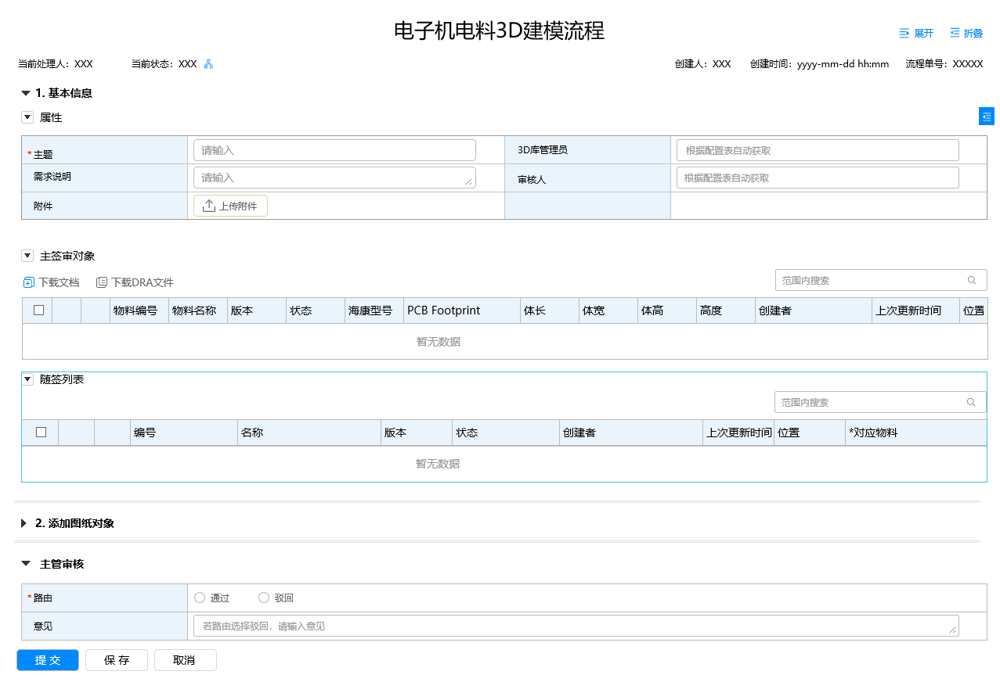 电子机电料3D建模流程
展开 折叠
当前处理人：XXX 当前状态：XXX 创建人：XXX 创建时间：yyyy-mm-dd hh:mm 流程单号：XXXXX
1. 基本信息
属性
*主题 请输入 3D库管理员 根据配置表自动获取
需求说明 请输入 审核人 根据配置表自动获取
附件 上传附件
主签审对象
下载文档 下载DRA文件 范围内搜索
物料编号 物料名称 版本 状态 海康型号 PCB Footprint 体长 体宽 体高 高度 创建者 上次更新时间 位置
暂无数据
随签列表
范围内搜索
编号 名称 版本 状态 创建者 上次更新时间 位置 *对应物料
暂无数据
2. 添加图纸对象
主管审核
*路由 通过 驳回
意见 若路由选择驳回，请输入意见
提 交 保 存 取消